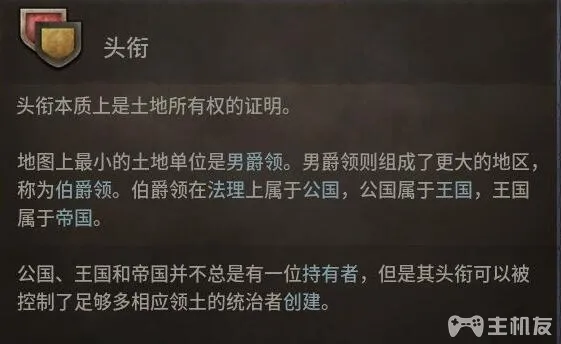 头衔
头衔本质上是土地所有权的证明。
地图上最小的土地单位是男爵领。男爵领则组成了更大的地区，
称为伯爵领。伯爵领在法理上属于公国，公国属于王国，王国
属于帝国。
公国、王国和帝国并不总是有一位持有者，但是其头衔可以被
控制了足够多相应领土的统治者创建。
主机友